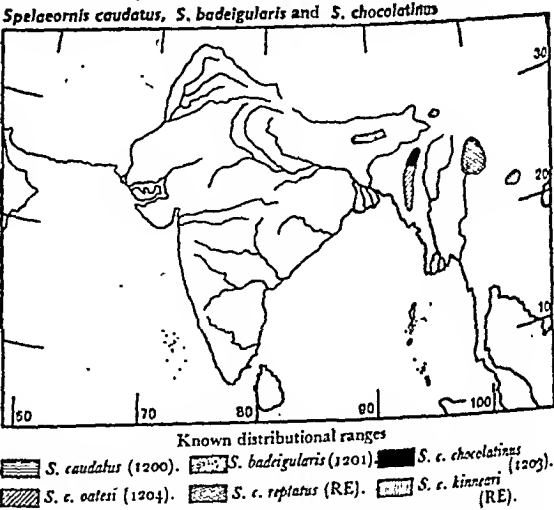 Spelaeornis caudatus, S. badeigularis and S. chocolatinus
30
20
10
50 70 80 90 100
Known distributional ranges
S. caudatus (1200). S. badeigularis (1201). S. c. chocolatinus (1203).
S. c. oatesi (1204). S. c. reptatus (RE). S. c. kinneari (RE).